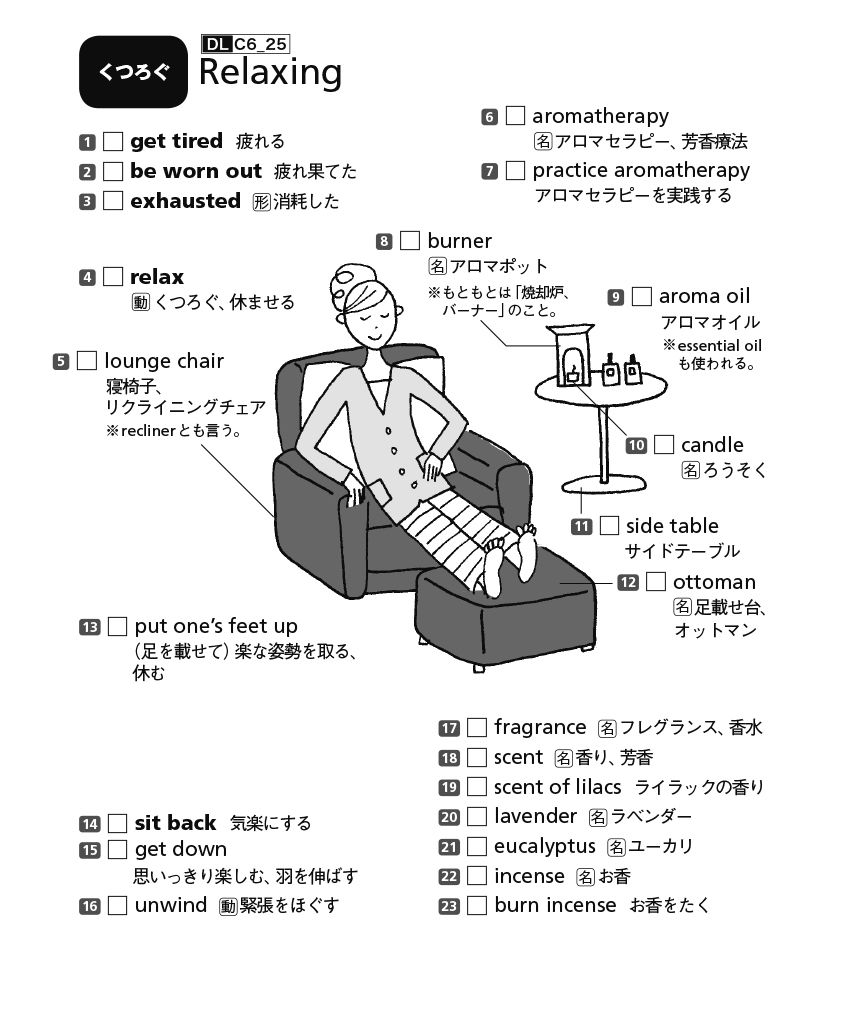 くつろぐ
DL C6_25
Relaxing
1 get tired 疲れる
2 be worn out 疲れ果てた
3 exhausted 形 消耗した
4 relax
動 くつろぐ、休ませる
5 lounge chair
寝椅子、
リクライニングチェア
※reclinerとも言う。
6 aromatherapy
名 アロマセラピー、芳香療法
7 practice aromatherapy
アロマセラピーを実践する
8 burner
名 アロマポット
※もともとは「焼却炉、
バーナー」のこと。
9 aroma oil
アロマオイル
※essential oil
も使われる。
10 candle
名 ろうそく
11 side table
サイドテーブル
12 ottoman
名 足載せ台、
オットマン
13 put one's feet up
（足を載せて）楽な姿勢を取る、
休む
14 sit back 気楽にする
15 get down
思いっきり楽しむ、羽を伸ばす
16 unwind 動 緊張をほぐす
17 fragrance 名 フレグランス、香水
18 scent 名 香り、芳香
19 scent of lilacs ライラックの香り
20 lavender 名 ラベンダー
21 eucalyptus 名 ユーカリ
22 incense 名 お香
23 burn incense お香をたく